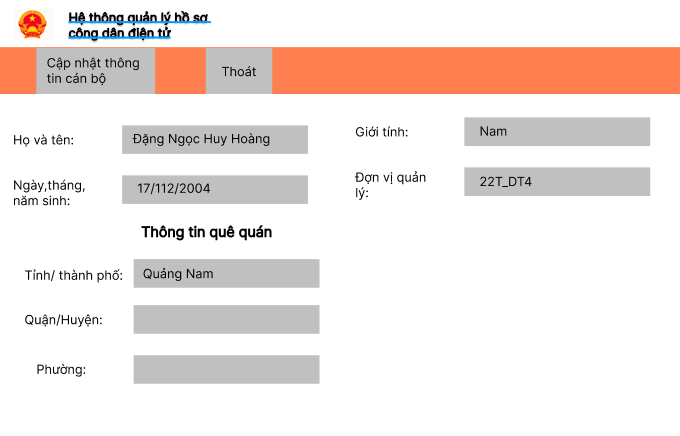 Hệ thống quản lý hồ sơ
công dân điện tử
Cập nhật thông
tin cán bộ
Thoát
Họ và tên:
Đặng Ngọc Huy Hoàng
Giới tính:
Nam
Ngày,tháng,
năm sinh:
17/112/2004
Đợn vị quản
lý:
22T_DT4
Thông tin quê quán
Tỉnh/ thành phố:
Quảng Nam
Quận/Huyện:
Phường: